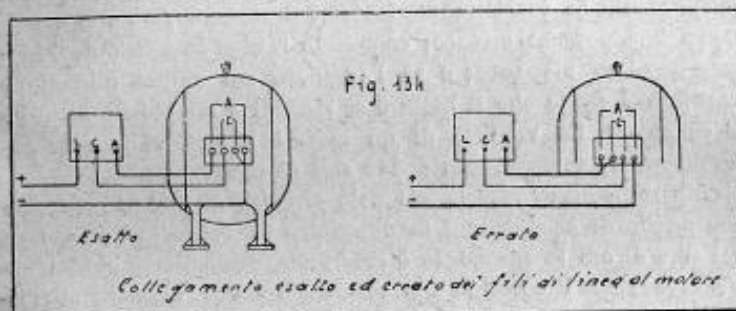 Fig. 13h
A
C
L C A
+
-
Esatto
A
C
L C A
+
-
Errato
Collegamento esatto ed errato dei fili di linea al motore